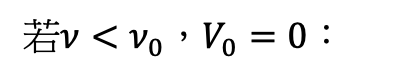 若ν < ν₀，V₀ = 0：